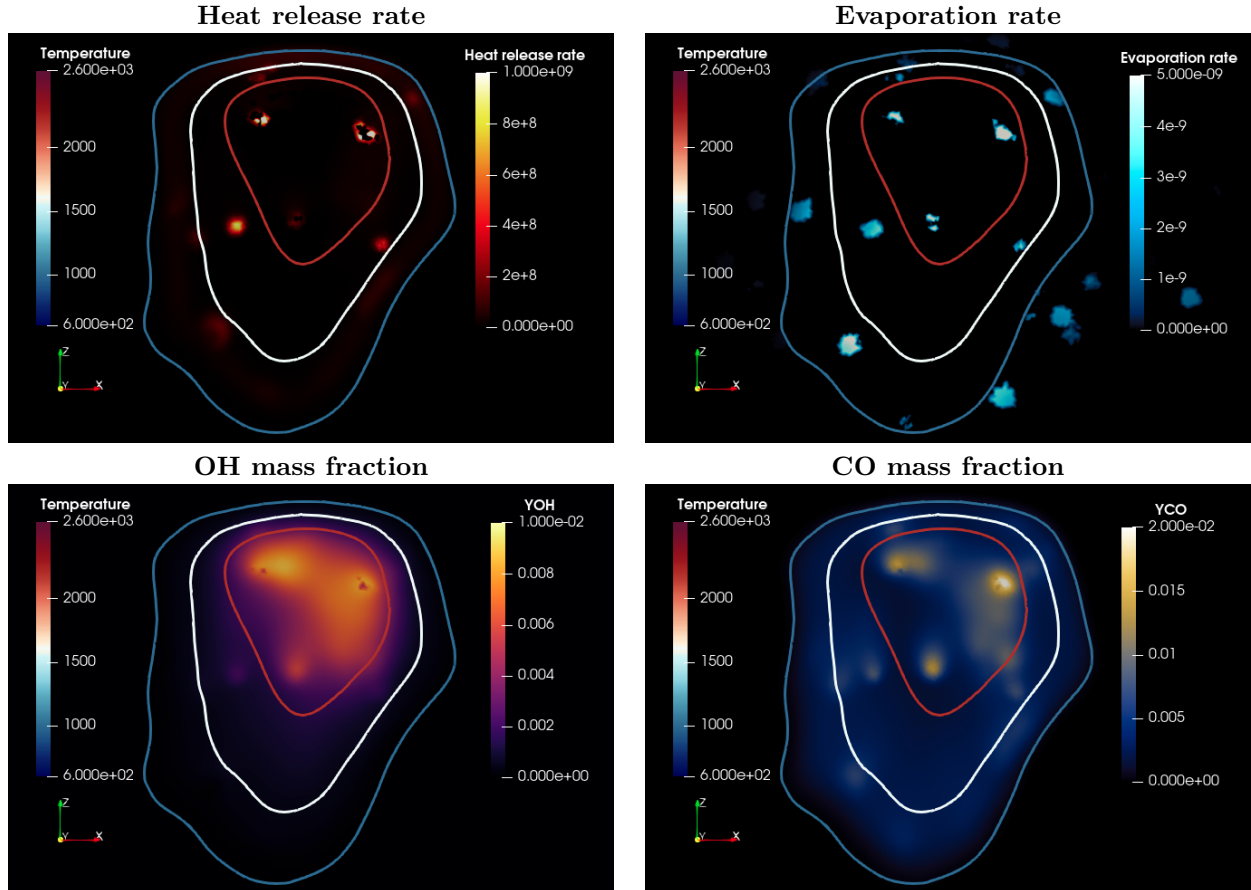 Heat release rate
Temperature
2.600e+03
2000
1500
1000
6.000e+02
Heat release rate
1.000e+09
8e+8
6e+8
4e+8
2e+8
0.000e+00
Z
Y
X
Evaporation rate
Temperature
2.600e+03
2000
1500
1000
6.000e+02
Evaporation rate
5.000e-09
4e-9
3e-9
2e-9
1e-9
0.000e+00
Z
Y
X
OH mass fraction
Temperature
2.600e+03
2000
1500
1000
6.000e+02
YOH
1.000e-02
0.008
0.006
0.004
0.002
0.000e+00
Z
Y
X
CO mass fraction
Temperature
2.600e+03
2000
1500
1000
6.000e+02
YCO
2.000e-02
0.015
0.01
0.005
0.000e+00
Z
Y
X